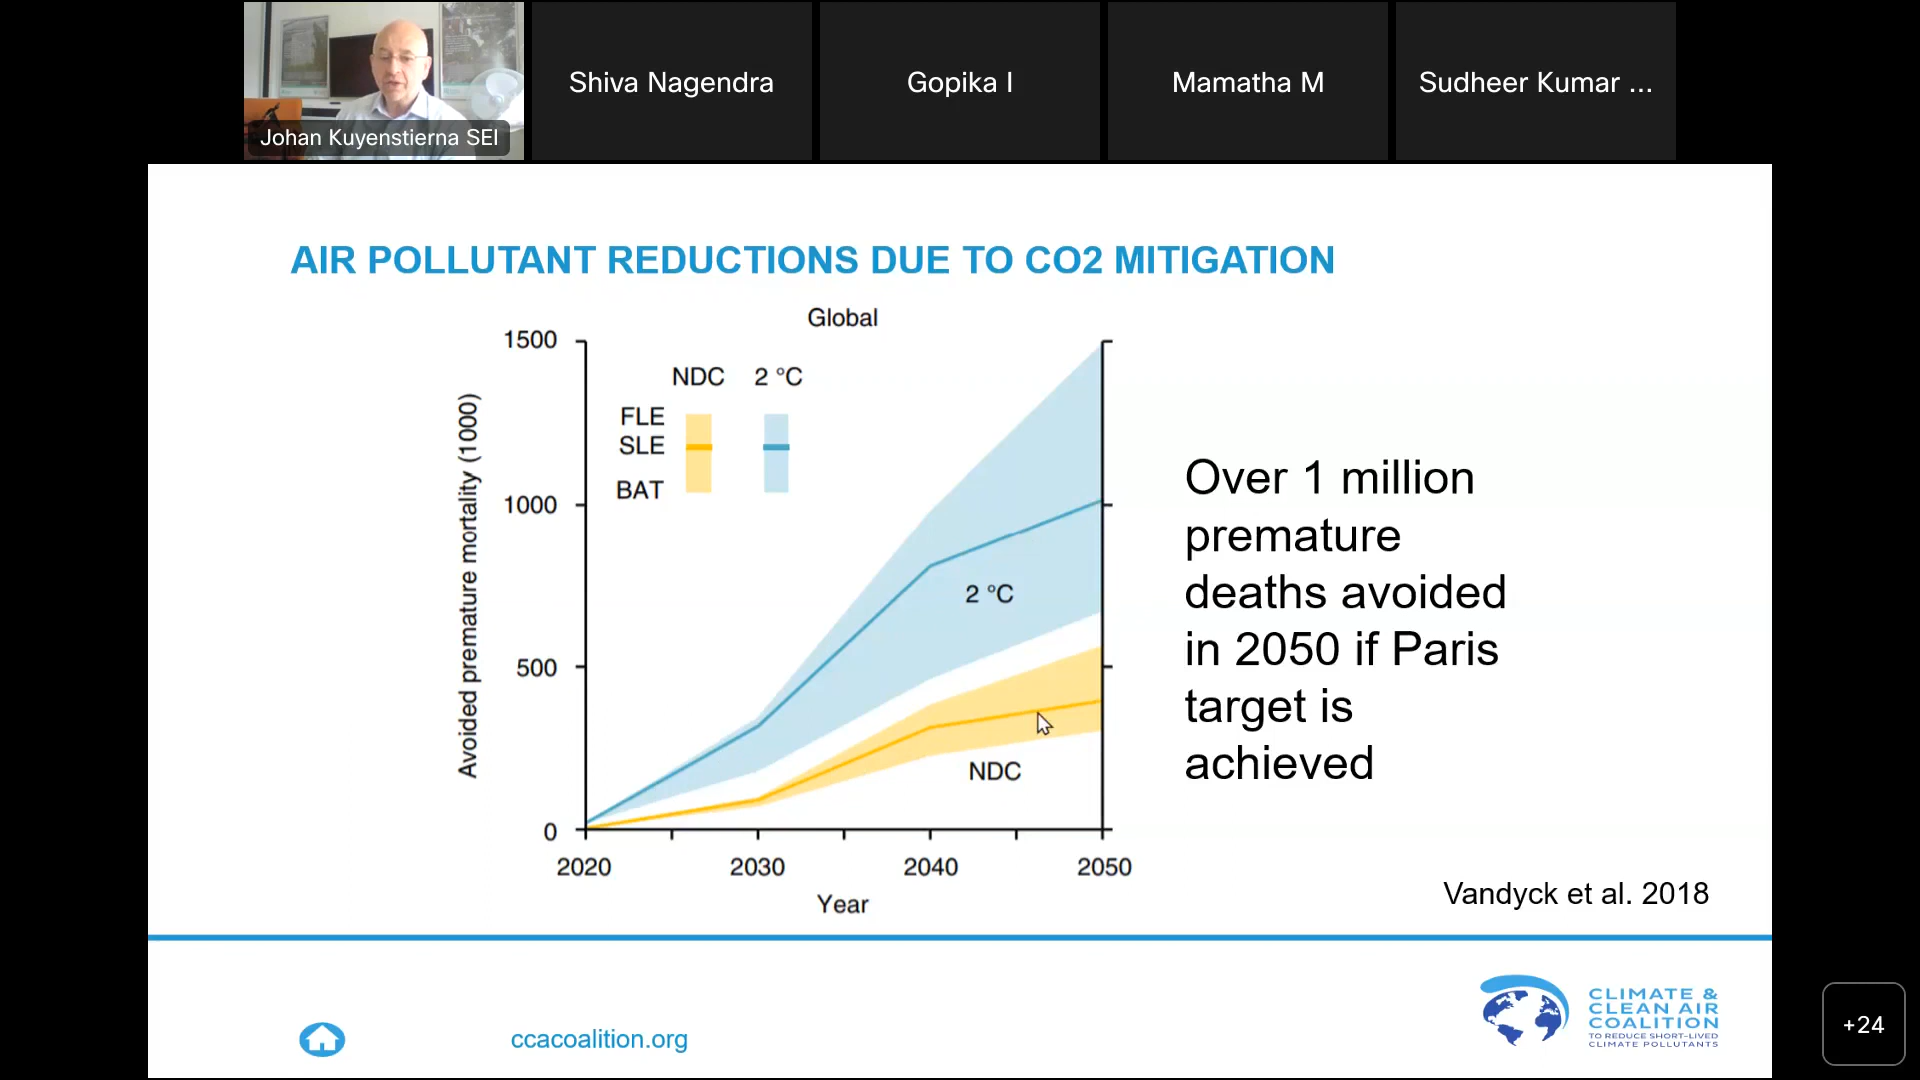 Johan Kuyenstierna SEI
Shiva Nagendra
Gopika I
Mamatha M
Sudheer Kumar ...
AIR POLLUTANT REDUCTIONS DUE TO CO2 MITIGATION
Global
Avoided premature mortality (1000)
1500
1000
500
0
NDC 2 °C
FLE
SLE
BAT
2 °C
NDC
2020 2030 2040 2050
Year
Over 1 million
premature
deaths avoided
in 2050 if Paris
target is
achieved
Vandyck et al. 2018
ccacoalition.org
CLIMATE &
CLEAN AIR
COALITION
TO REDUCE SHORT-LIVED
CLIMATE POLLUTANTS
+24